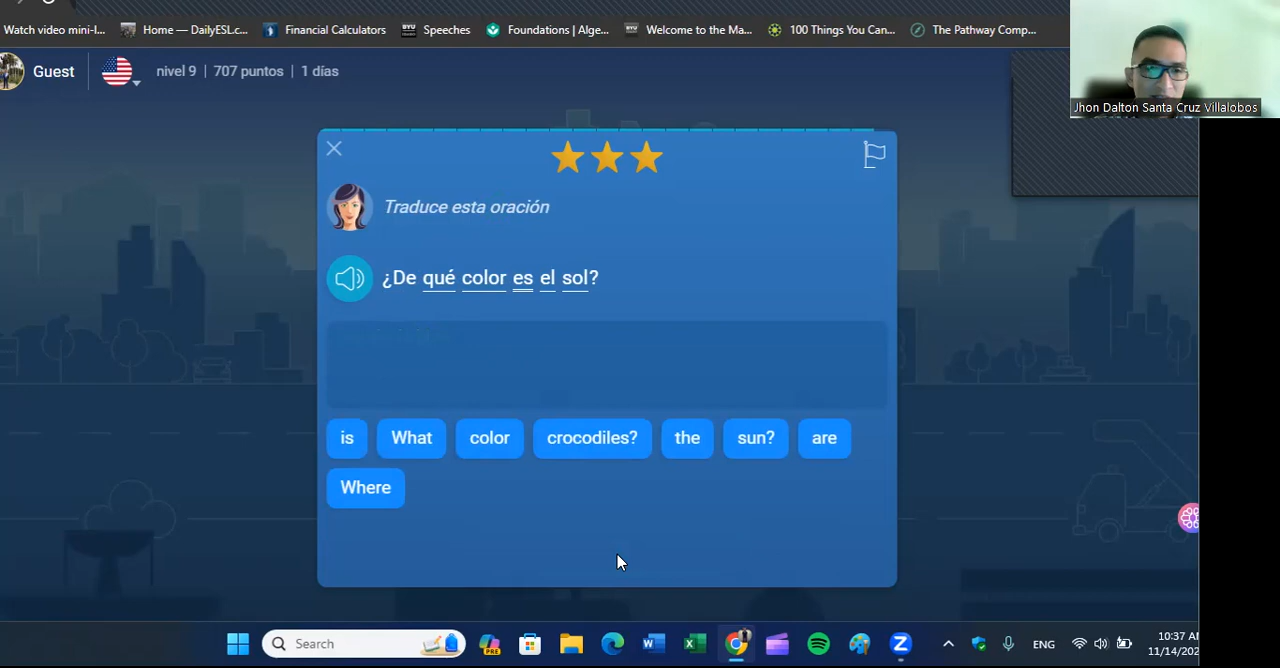 Watch video mini-l... Home — DailyESL.c... Financial Calculators BYU Speeches Foundations | Alge... BYU Welcome to the Ma... 100 Things You Can... The Pathway Comp...
Guest nivel 9 | 707 puntos | 1 días
Jhon Dalton Santa Cruz Villalobos
Traduce esta oración
¿De qué color es el sol?
is What color crocodiles? the sun? are
Where
Search PRE ENG 10:37 A
11/14/202